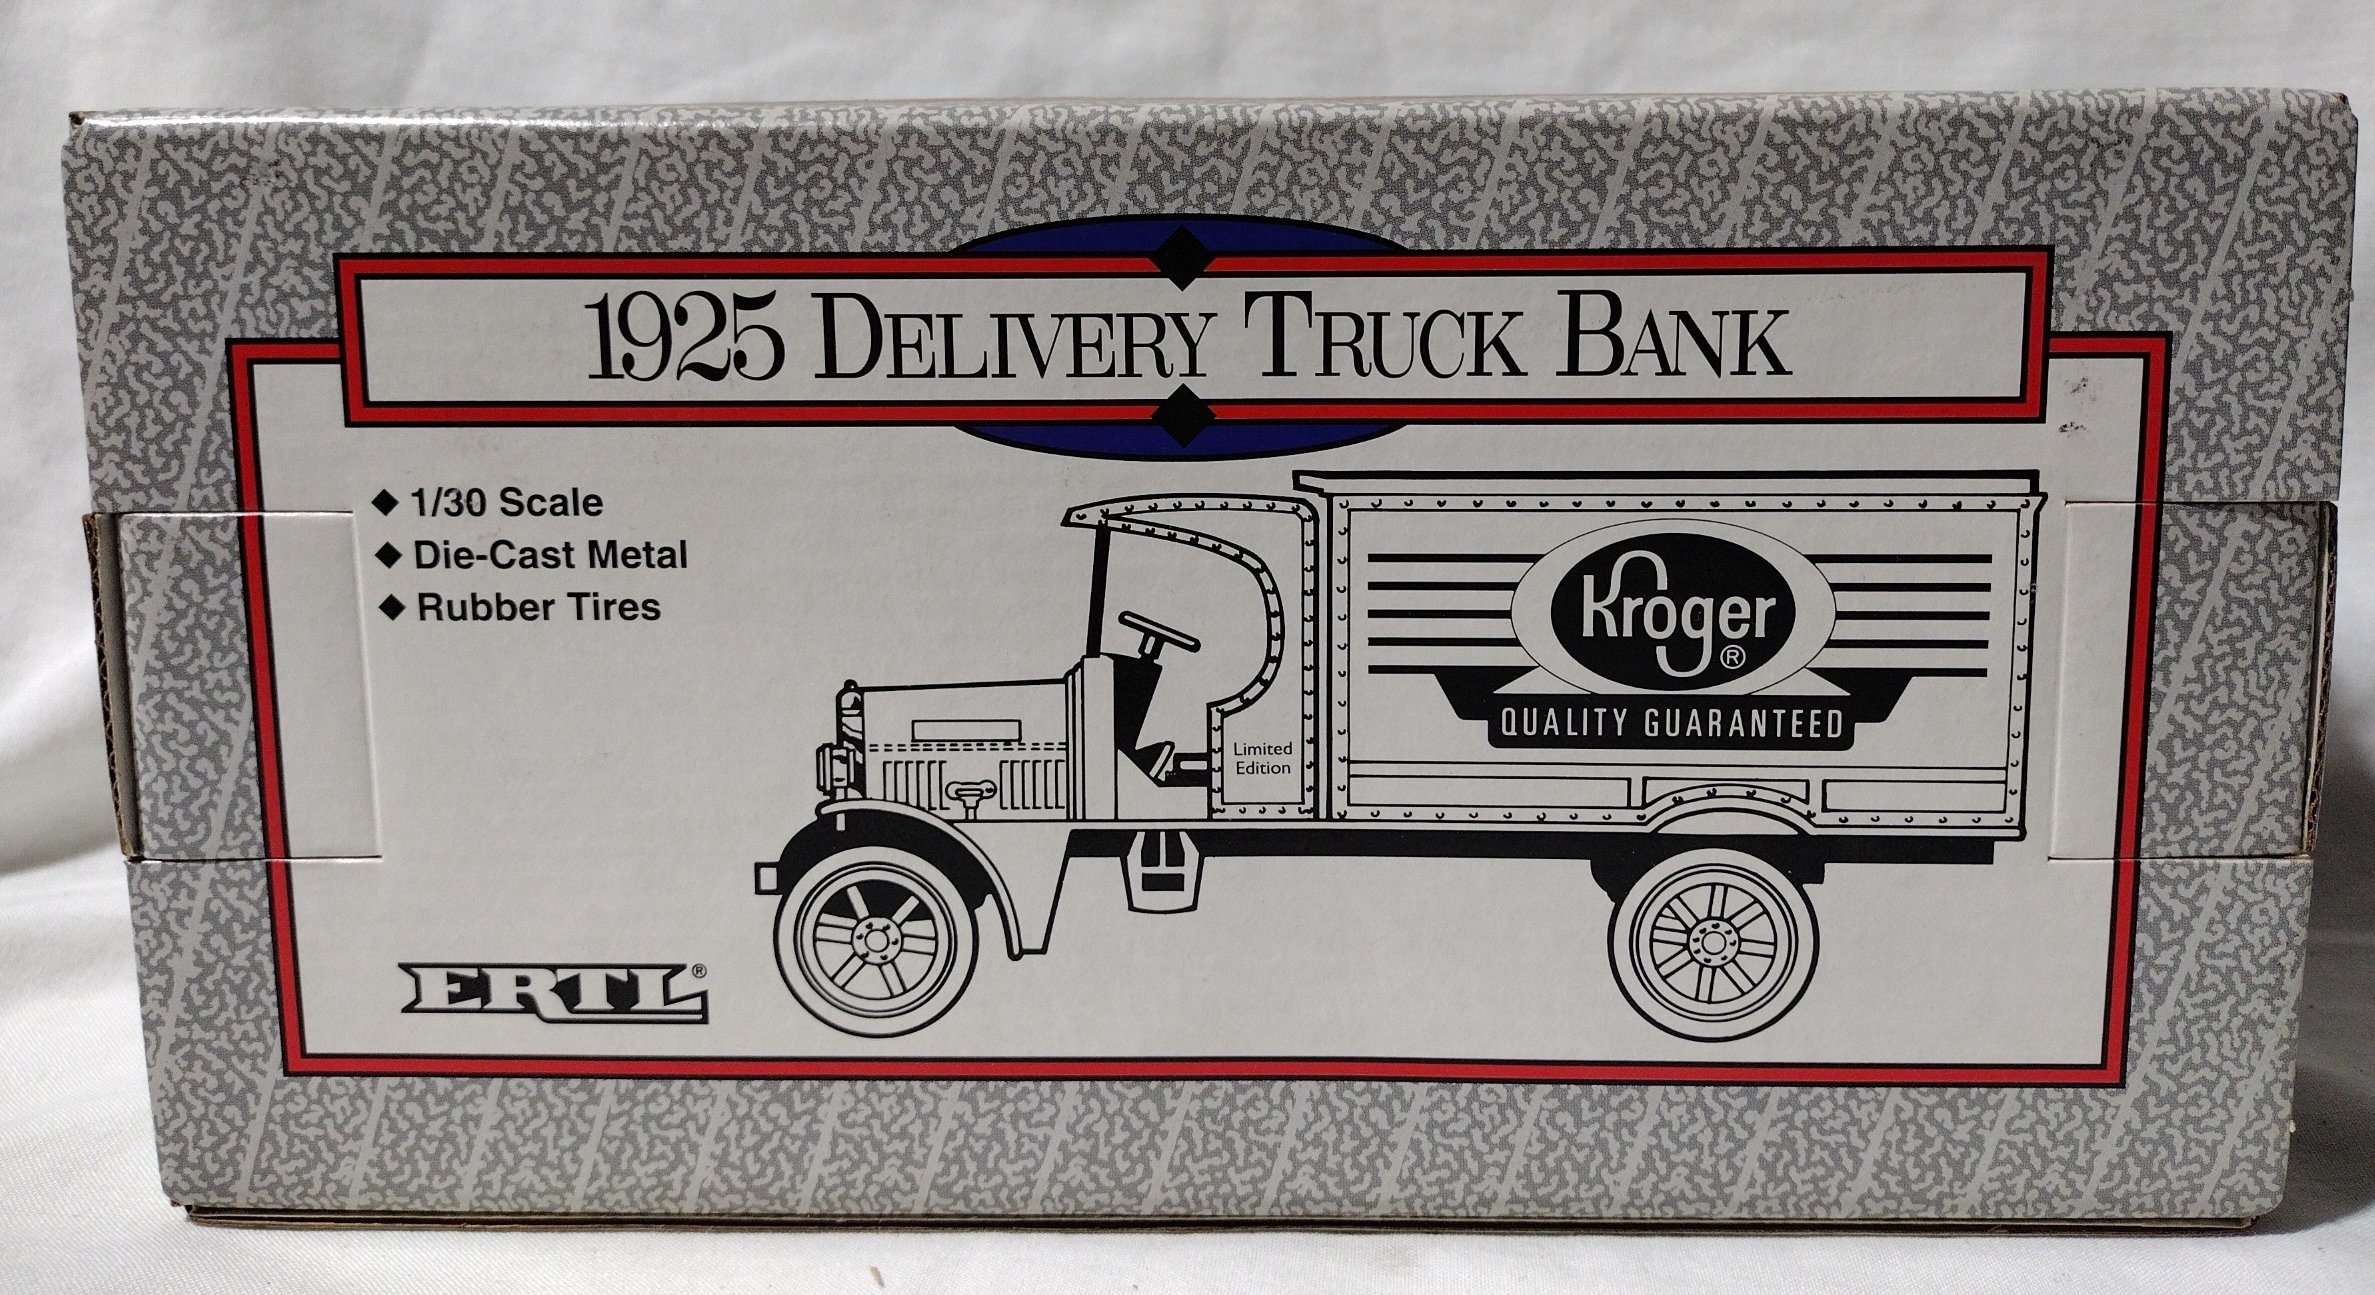 1925 DELIVERY TRUCK BANK
◆ 1/30 Scale
◆ Die-Cast Metal
◆ Rubber Tires
Kroger®
QUALITY GUARANTEED
Limited
Edition
ERTL®